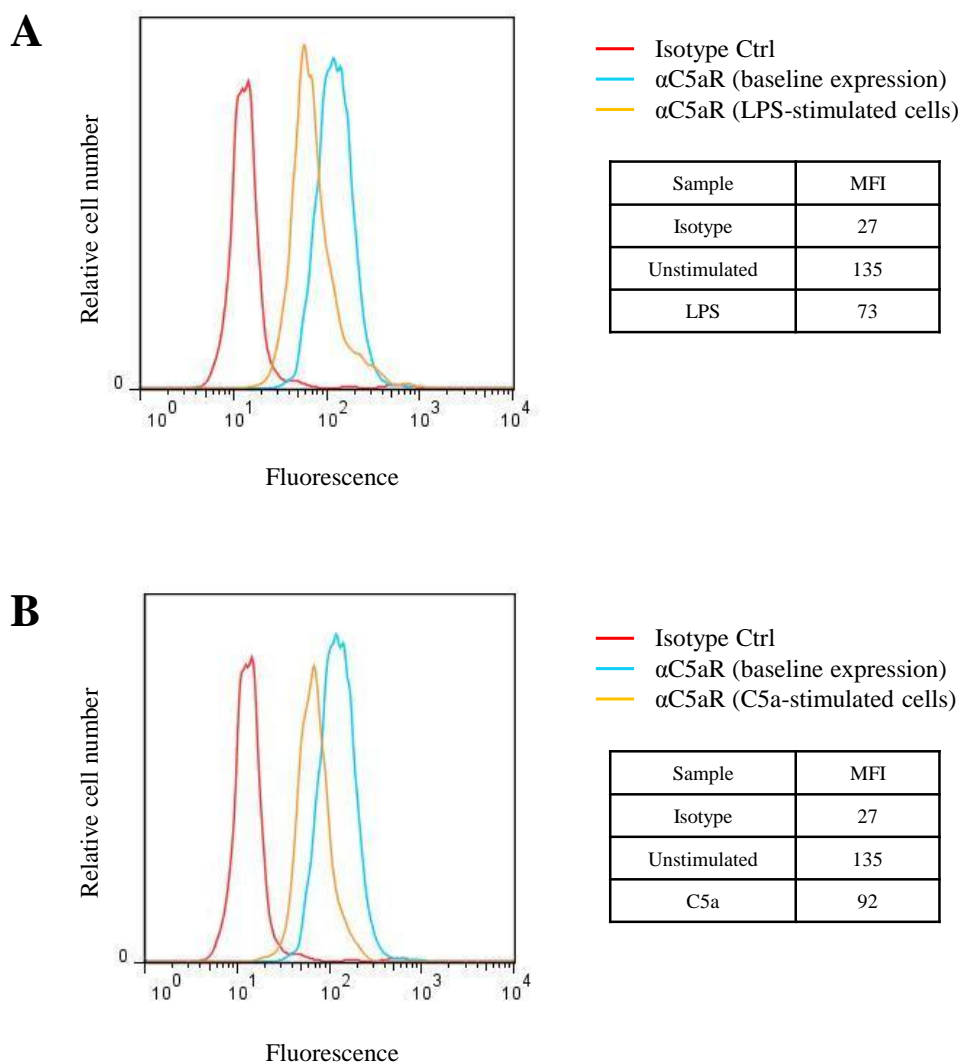 A
Isotype Ctrl
αC5aR (baseline expression)
αC5aR (LPS-stimulated cells)
Relative cell number
Sample MFI
Isotype 27
Unstimulated 135
LPS 73
0
10^0 10^1 10^2 10^3 10^4
Fluorescence
B
Isotype Ctrl
αC5aR (baseline expression)
αC5aR (C5a-stimulated cells)
Relative cell number
Sample MFI
Isotype 27
Unstimulated 135
C5a 92
0
10^0 10^1 10^2 10^3 10^4
Fluorescence